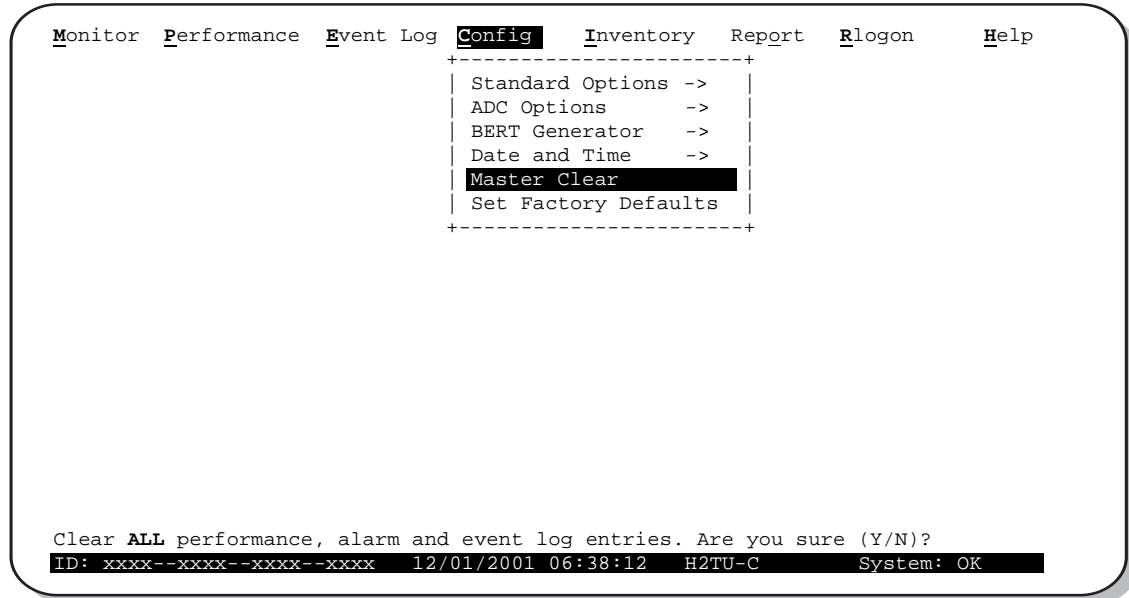 Monitor Performance Event Log Config Inventory Report Rlogon Help
+-----------------------+
| Standard Options -> |
| ADC Options -> |
| BERT Generator -> |
| Date and Time -> |
| Master Clear |
| Set Factory Defaults |
+-----------------------+
Clear ALL performance, alarm and event log entries. Are you sure (Y/N)?
ID: xxxx--xxxx--xxxx--xxxx 12/01/2001 06:38:12 H2TU-C System: OK